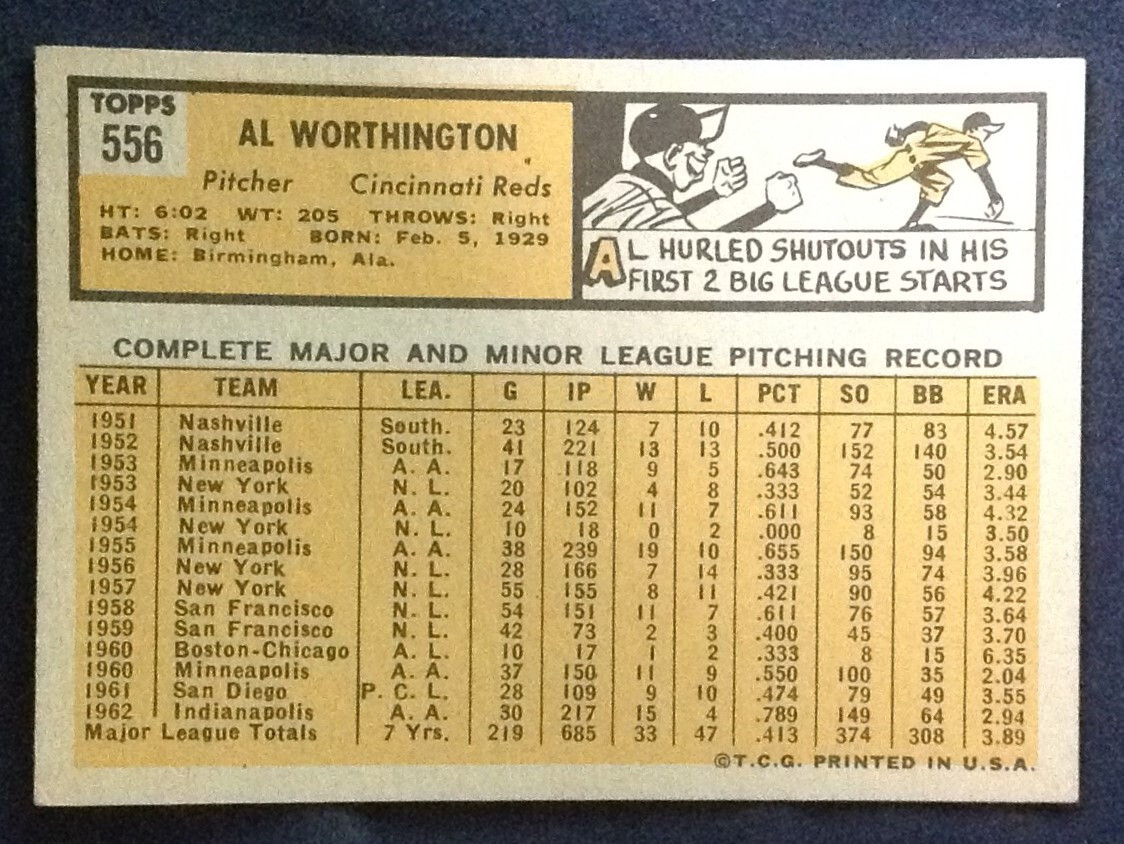 TOPPS
556
AL WORTHINGTON
Pitcher Cincinnati Reds
HT: 6:02 WT: 205 THROWS: Right
BATS: Right BORN: Feb. 5, 1929
HOME: Birmingham, Ala.
AL HURLED SHUTOUTS IN HIS
FIRST 2 BIG LEAGUE STARTS
COMPLETE MAJOR AND MINOR LEAGUE PITCHING RECORD
YEAR TEAM LEA. G IP W L PCT SO BB ERA
1951 Nashville South. 23 124 7 10 .412 77 83 4.57
1952 Nashville South. 41 221 13 13 .500 152 140 3.54
1953 Minneapolis A. A. 17 118 9 5 .643 74 50 2.90
1953 New York N. L. 20 102 4 8 .333 52 54 3.44
1954 Minneapolis A. A. 24 152 11 7 .611 93 58 4.32
1954 New York N. L. 10 18 0 2 .000 8 15 3.50
1955 Minneapolis A. A. 38 239 19 10 .655 150 94 3.58
1956 New York N. L. 28 166 7 14 .333 95 74 3.96
1957 New York N. L. 55 155 8 11 .421 90 56 4.22
1958 San Francisco N. L. 54 151 11 7 .611 76 57 3.64
1959 San Francisco N. L. 42 73 2 3 .400 45 37 3.70
1960 Boston-Chicago A. L. 10 17 1 2 .333 8 15 6.35
1960 Minneapolis A. A. 37 150 11 9 .550 100 35 2.04
1961 San Diego P. C. L. 28 109 9 10 .474 79 49 3.55
1962 Indianapolis A. A. 30 217 15 4 .789 149 64 2.94
Major League Totals 7 Yrs. 219 685 33 47 .413 374 308 3.89
©T.C.G. PRINTED IN U.S.A.